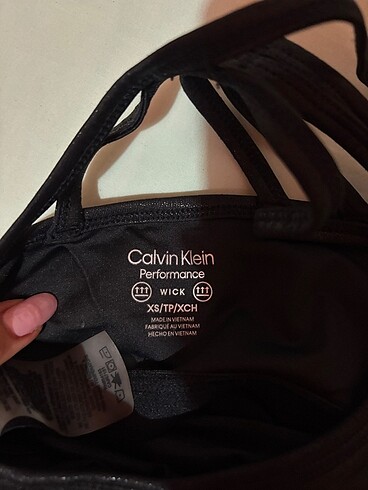 Calvin Klein
Performance
WICK
XS/TP/XCH
MADE IN VIETNAM
FABRIQUÉ AU VIETNAM
HECHO EN VIETNAM